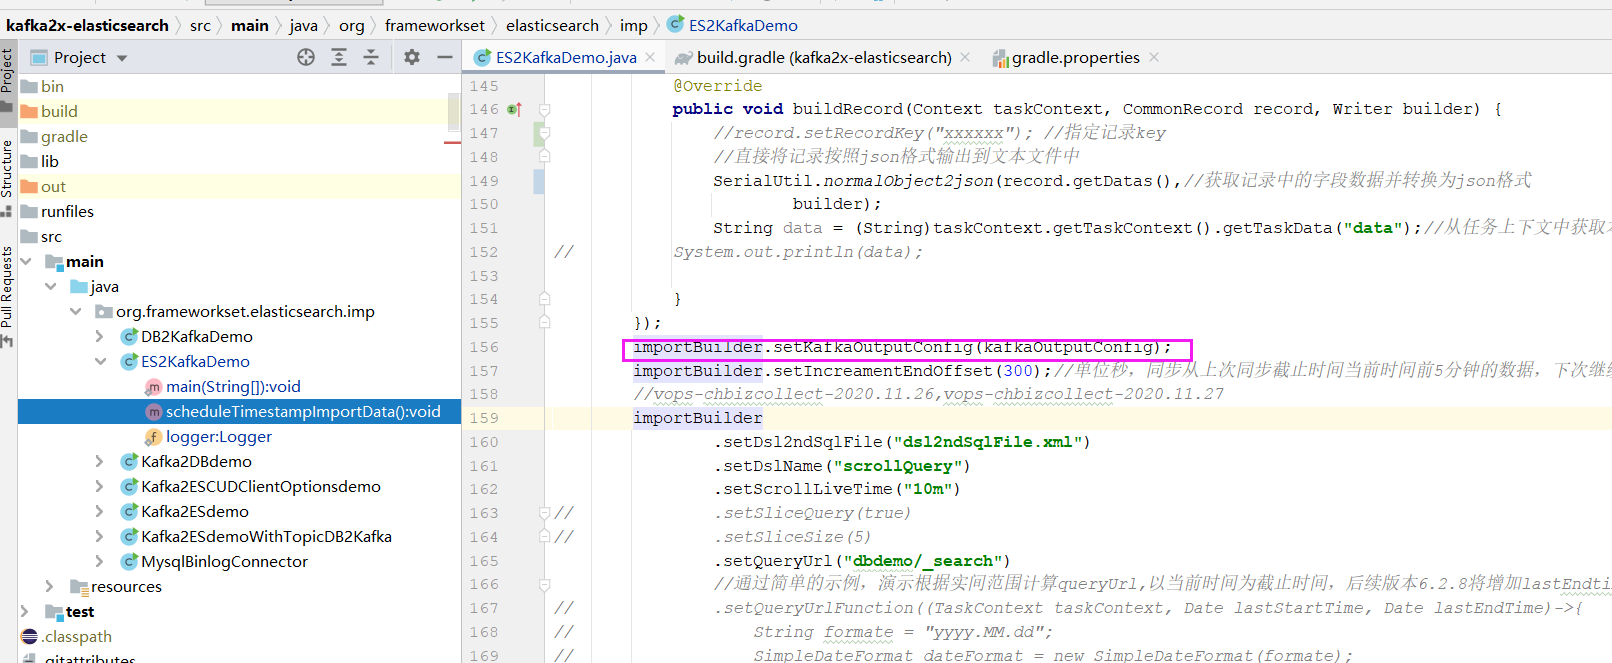 kafka2x-elasticsearch src main java org frameworkset elasticsearch imp ES2KafkaDemo
Project
Structure
Pull Requests
Project
bin
build
gradle
lib
out
runfiles
src
main
java
org.frameworkset.elasticsearch.imp
DB2KafkaDemo
ES2KafkaDemo
main(String[]):void
scheduleTimestampImportData():void
logger:Logger
Kafka2DBdemo
Kafka2ESCUDClientOptionsdemo
Kafka2ESdemo
Kafka2ESdemoWithTopicDB2Kafka
MysqlBinlogConnector
resources
test
.classpath
.gitattributes
ES2KafkaDemo.java build.gradle (kafka2x-elasticsearch) gradle.properties
145 @Override
146 public void buildRecord(Context taskContext, CommonRecord record, Writer builder) {
147 //record.setRecordKey("xxxxxx"); //指定记录key
148 //直接将记录按照json格式输出到文本文件中
149 SerialUtil.normalObject2json(record.getDatas(),//获取记录中的字段数据并转换为json格式
150 builder);
151 String data = (String)taskContext.getTaskContext().getTaskData("data");//从任务上下文中获取
152 // System.out.println(data);
153
154 }
155 });
156 importBuilder.setKafkaOutputConfig(kafkaOutputConfig);
157 importBuilder.setIncreamentEndOffset(300);//单位秒，同步从上次同步截止时间当前时间前5分钟的数据，下次继续
158 //vops-chbizcollect-2020.11.26,vops-chbizcollect-2020.11.27
159 importBuilder
160 .setDsl2ndSqlFile("dsl2ndSqlFile.xml")
161 .setDslName("scrollQuery")
162 .setScrollLiveTime("10m")
163 // .setSliceQuery(true)
164 // .setSliceSize(5)
165 .setQueryUrl("dbdemo/_search")
166 //通过简单的示例，演示根据实间范围计算queryUrl,以当前时间为截止时间，后续版本6.2.8将增加lastEndti
167 // .setQueryUrlFunction((TaskContext taskContext, Date lastStartTime, Date lastEndTime)->{
168 // String formate = "yyyy.MM.dd";
169 // SimpleDateFormat dateFormat = new SimpleDateFormat(formate);